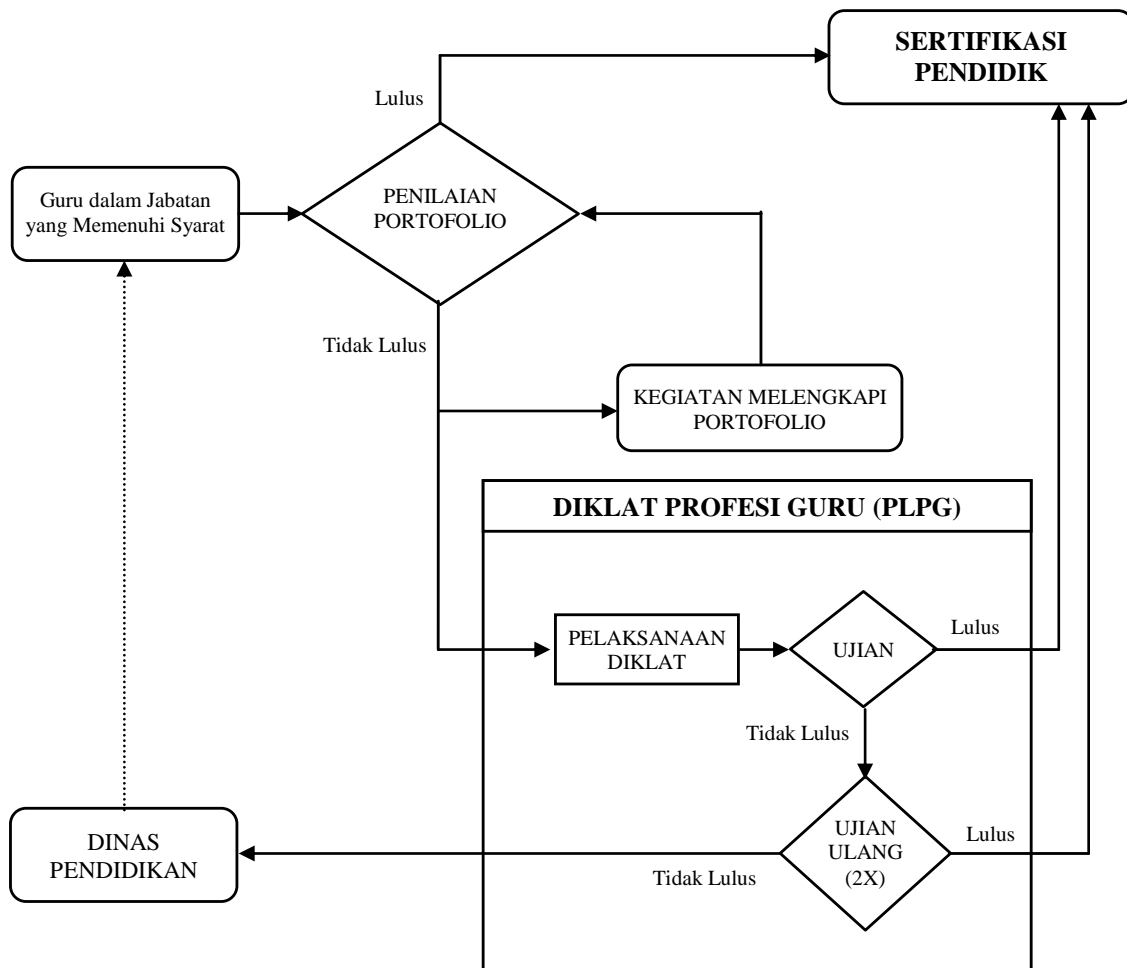 SERTIFIKASI
PENDIDIK
Lulus
Guru dalam Jabatan
yang Memenuhi Syarat
PENILAIAN
PORTOFOLIO
Tidak Lulus
KEGIATAN MELENGKAPI
PORTOFOLIO
DIKLAT PROFESI GURU (PLPG)
PELAKSANAAN
DIKLAT
UJIAN
Lulus
Tidak Lulus
DINAS
PENDIDIKAN
UJIAN
ULANG
(2X)
Lulus
Tidak Lulus